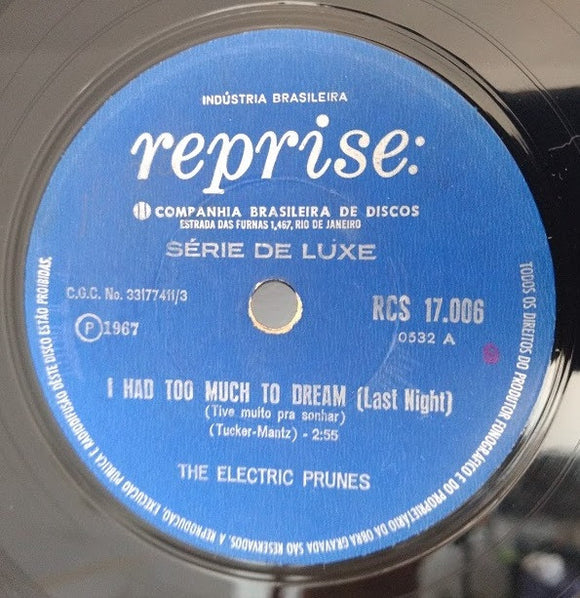 INDÚSTRIA BRASILEIRA
reprise:
COMPANHIA BRASILEIRA DE DISCOS
ESTRADA DAS FURNAS 1,467, RIO DE JANEIRO
SÉRIE DE LUXE
C.G.C. No. 33177411/3
RCS 17.006
P 1967
0532 A
I HAD TOO MUCH TO DREAM (Last Night)
(Tive muito pra sonhar)
(Tucker-Mantz) - 2:55
THE ELECTRIC PRUNES
TODOS OS DIREITOS DO PRODUTOR FONOGRÁFICO E DO PROPRIETÁRIO DA OBRA GRAVADA SÃO RESERVADOS. A REPRODUÇÃO, EXECUÇÃO PÚBLICA E RADIODIFUSÃO DÊSTE DISCO ESTÃO PROIBIDAS.